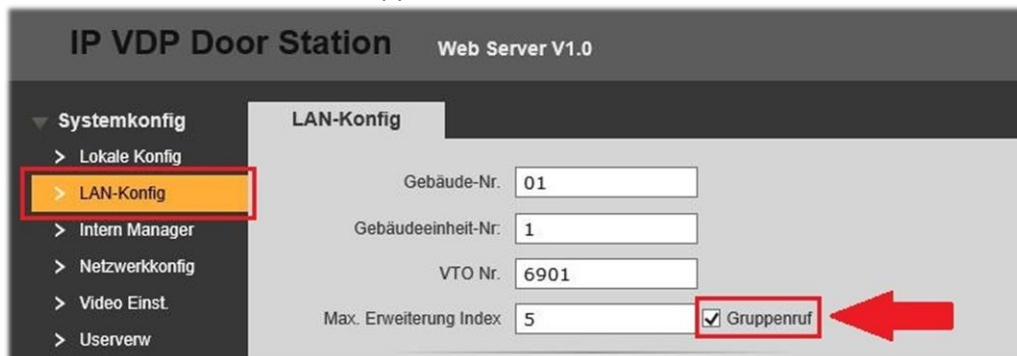 IP VDP Door Station Web Server V1.0
Systemkonfig
> Lokale Konfig
> LAN-Konfig
> Intern Manager
> Netzwerkkonfig
> Video Einst.
> Userverw
LAN-Konfig
Gebäude-Nr. 01
Gebäudeeinheit-Nr: 1
VTO Nr. 6901
Max. Erweiterung Index 5 Gruppenruf